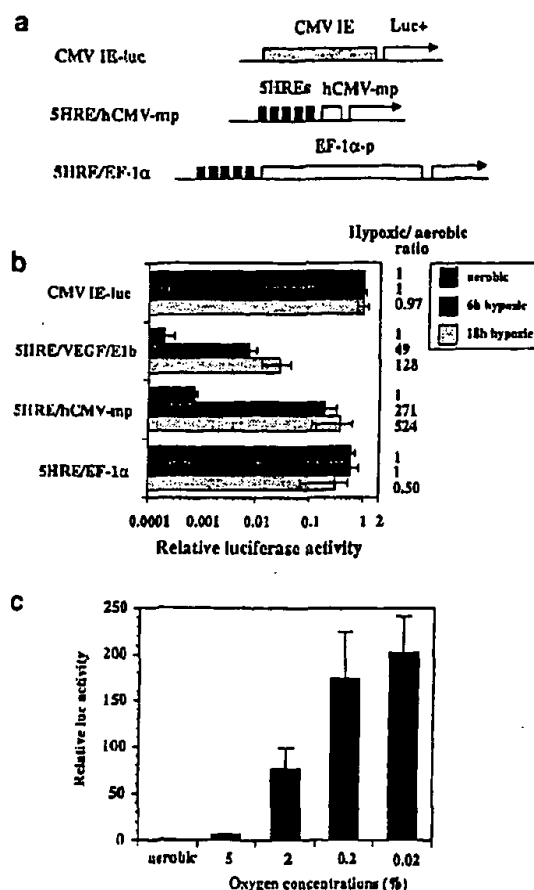 a
CMV IE Luc+
CMV IE-luc
5HREs hCMV-mp
5HRE/hCMV-mp
EF-1α-p
5HRE/EF-1α
b
Hypoxic/ aerobic
ratio
CMV IE-luc
1
1
0.97
5HRE/VEGF/E1b
1
49
128
5HRE/hCMV-mp
1
271
524
5HRE/EF-1α
1
1
0.50
aerobic
6h hypoxic
18h hypoxic
0.0001 0.001 0.01 0.1 1 2
Relative luciferase activity
c
Relative luc activity
250
200
150
100
50
0
aerobic 5 2 0.2 0.02
Oxygen concentrations (%)